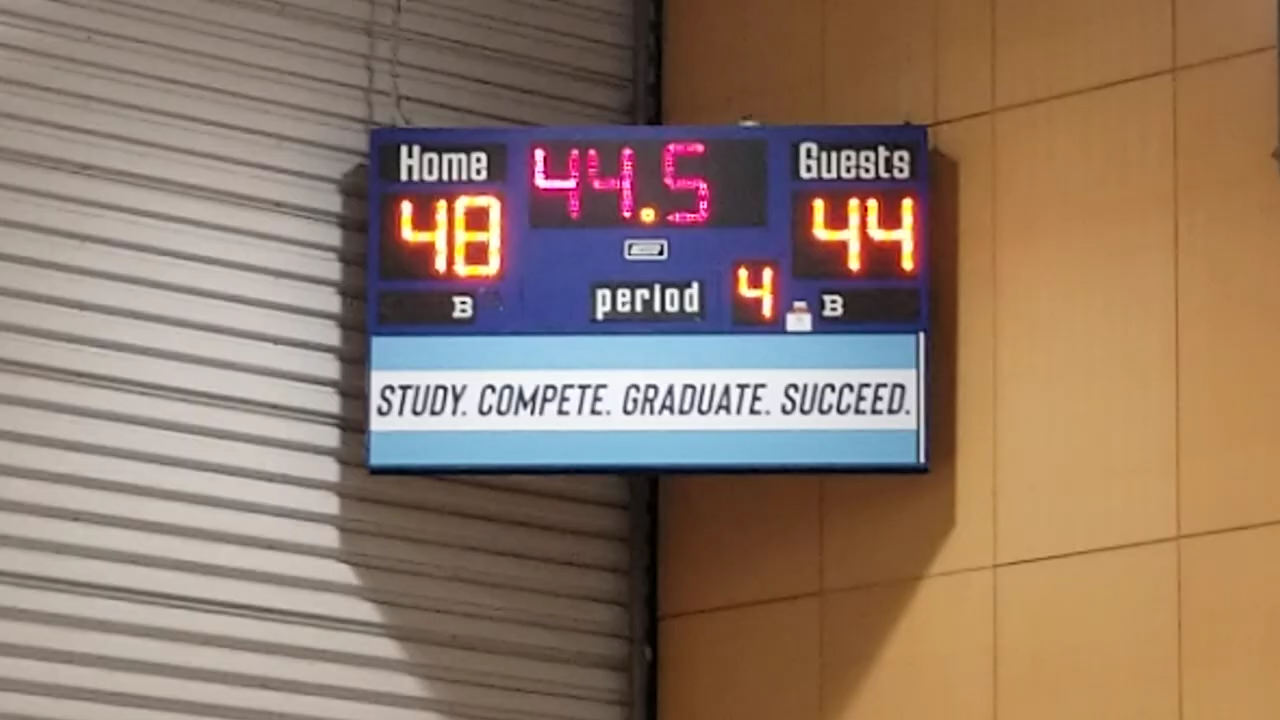 Home 44.5 Guests
48 44
B period 4 B
STUDY. COMPETE. GRADUATE. SUCCEED.